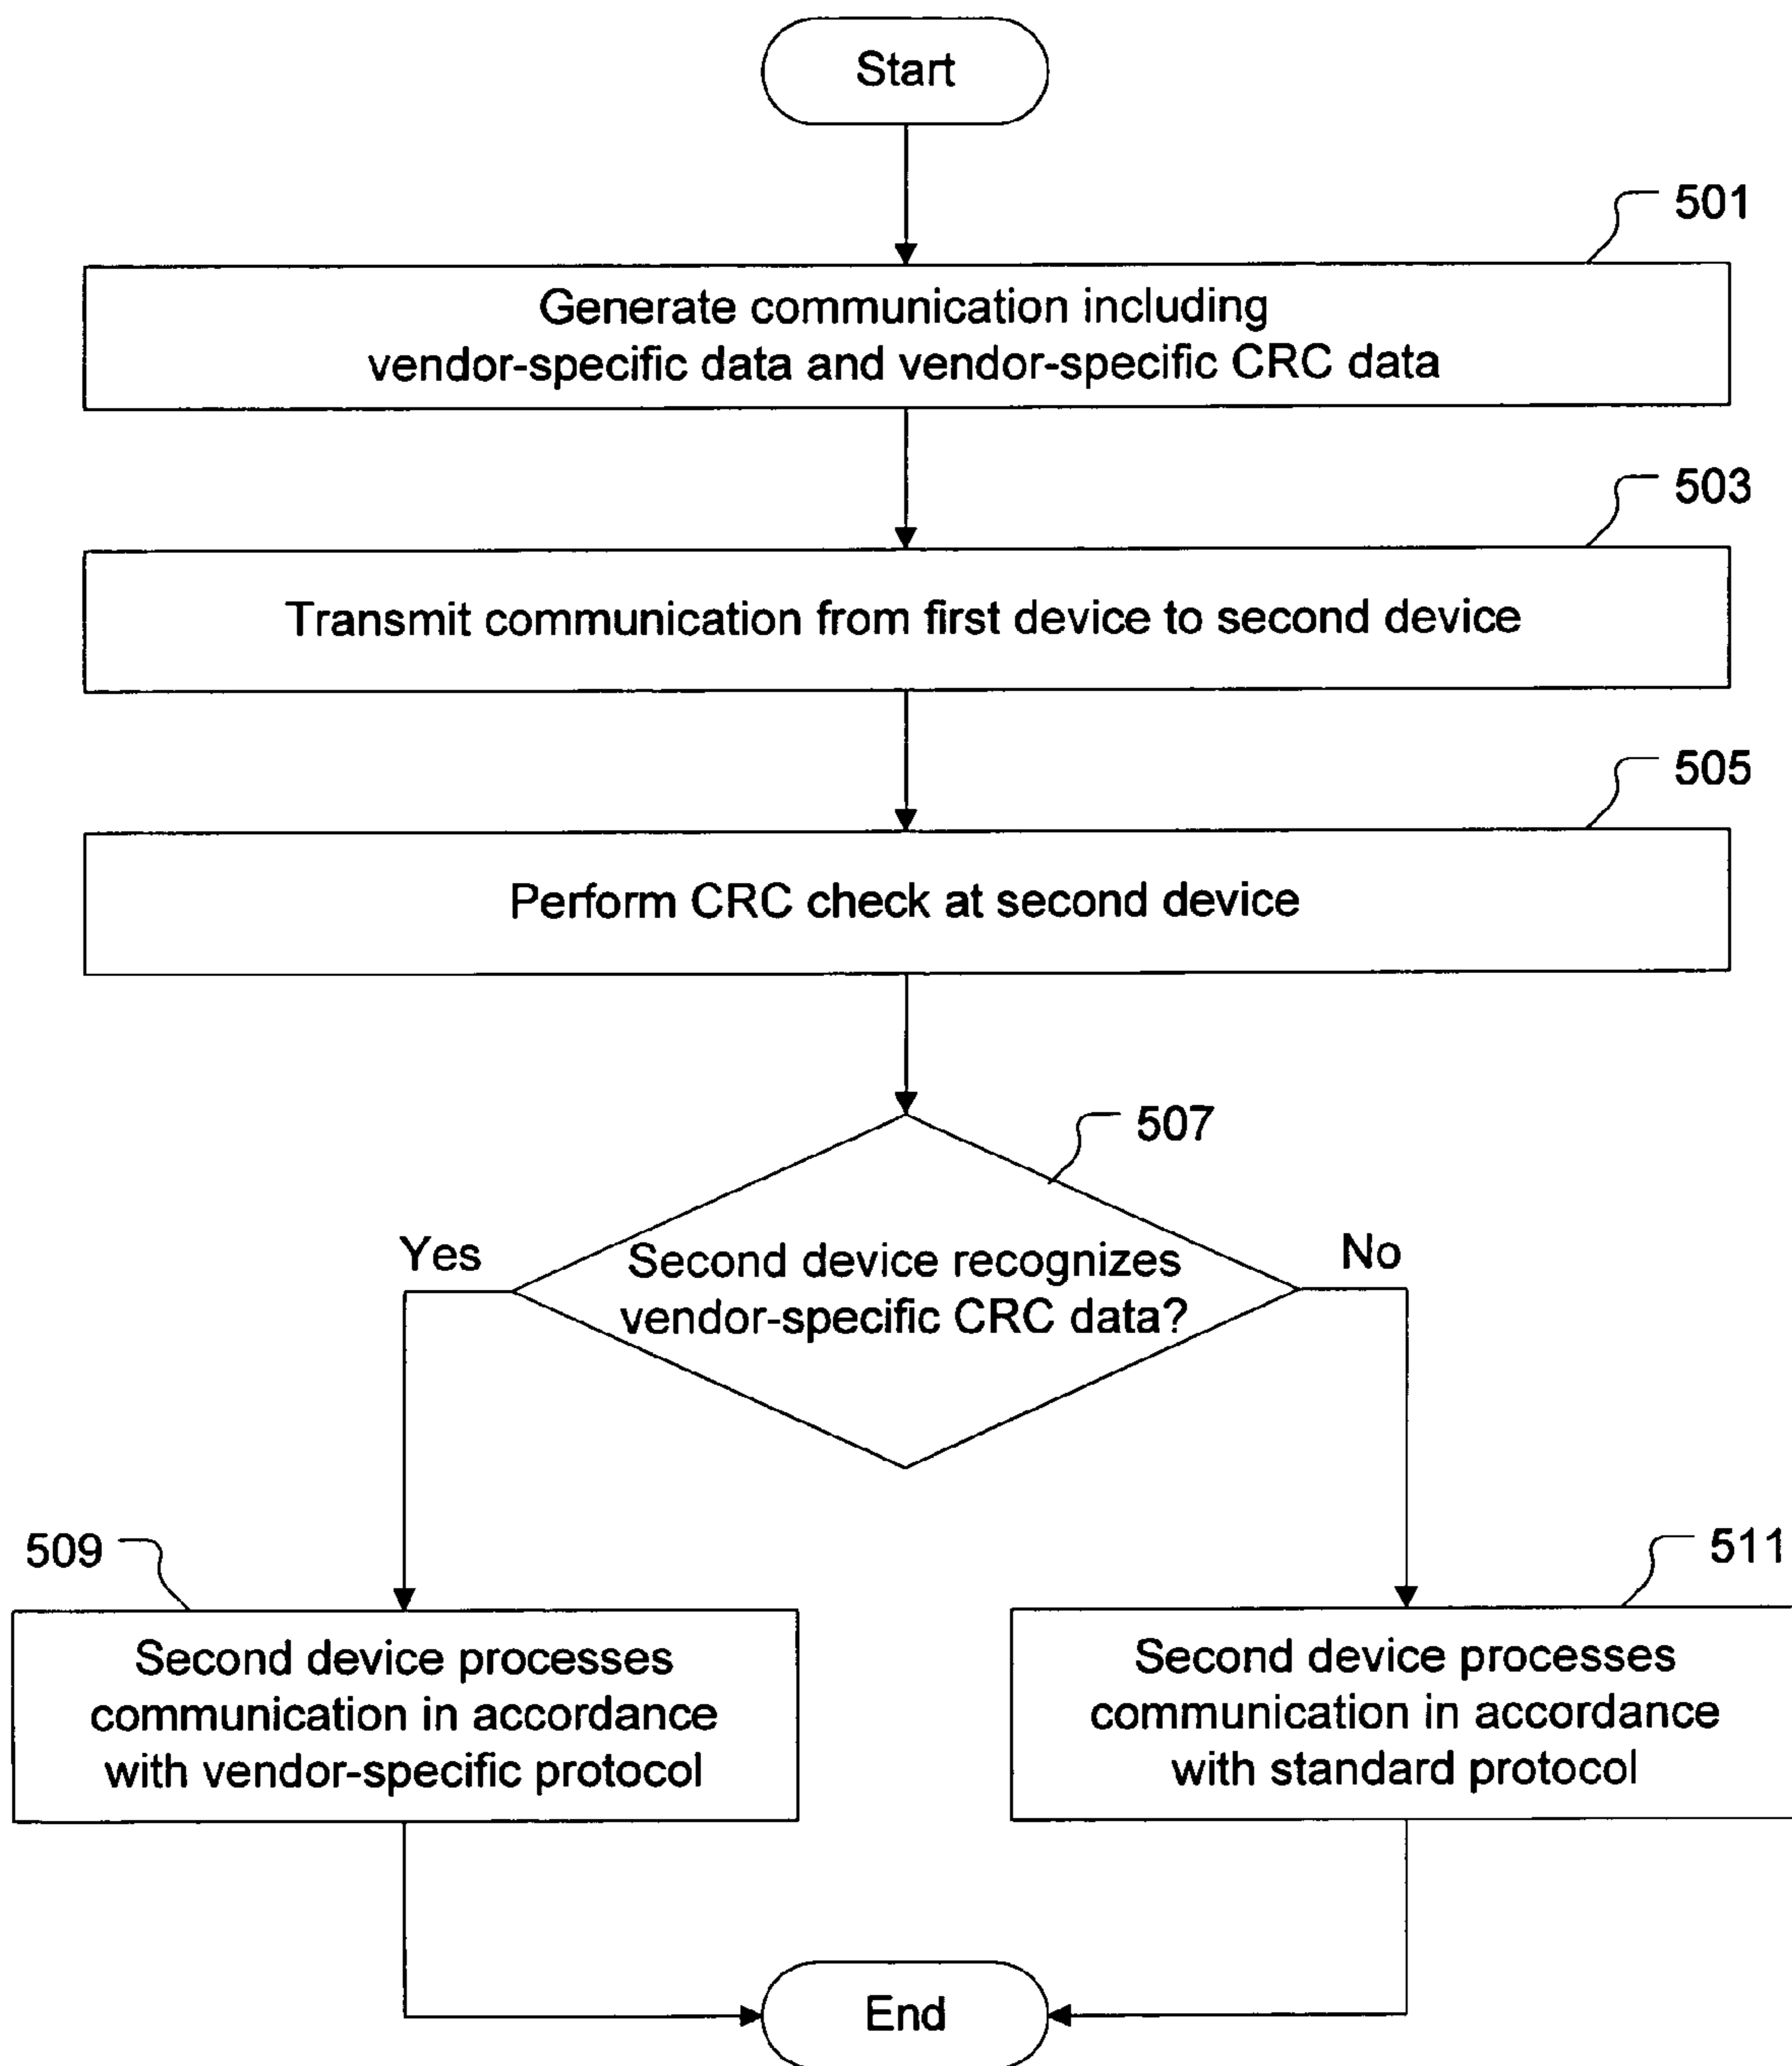 Start
501
Generate communication including
vendor-specific data and vendor-specific CRC data
503
Transmit communication from first device to second device
505
Perform CRC check at second device
507
Yes
Second device recognizes
vendor-specific CRC data?
No
509
Second device processes
communication in accordance
with vendor-specific protocol
511
Second device processes
communication in accordance
with standard protocol
End